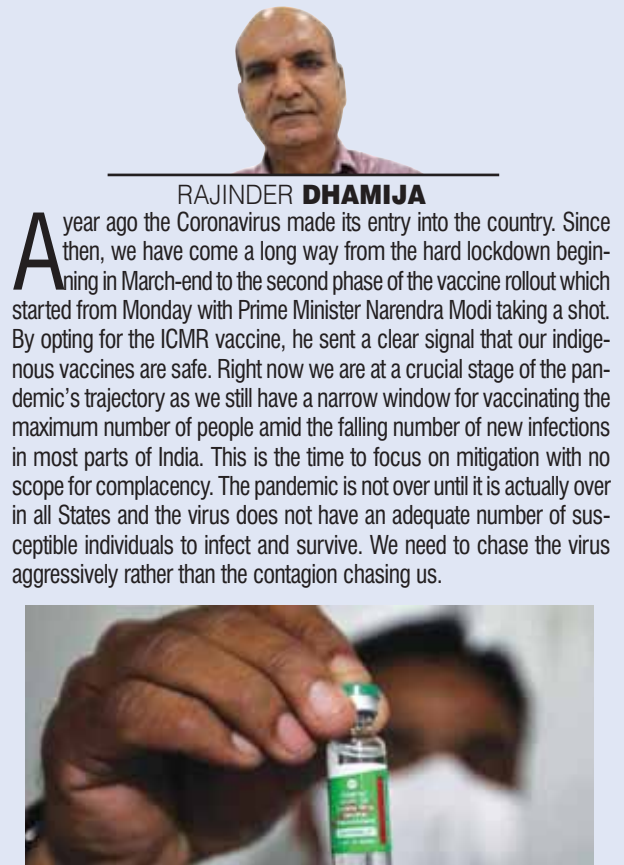 RAJINDER DHAMIJA
A year ago the Coronavirus made its entry into the country. Since
then, we have come a long way from the hard lockdown begin-
ning in March-end to the second phase of the vaccine rollout which
started from Monday with Prime Minister Narendra Modi taking a shot.
By opting for the ICMR vaccine, he sent a clear signal that our indige-
nous vaccines are safe. Right now we are at a crucial stage of the pan-
demic’s trajectory as we still have a narrow window for vaccinating the
maximum number of people amid the falling number of new infections
in most parts of India. This is the time to focus on mitigation with no
scope for complacency. The pandemic is not over until it is actually over
in all States and the virus does not have an adequate number of sus-
ceptible individuals to infect and survive. We need to chase the virus
aggressively rather than the contagion chasing us.